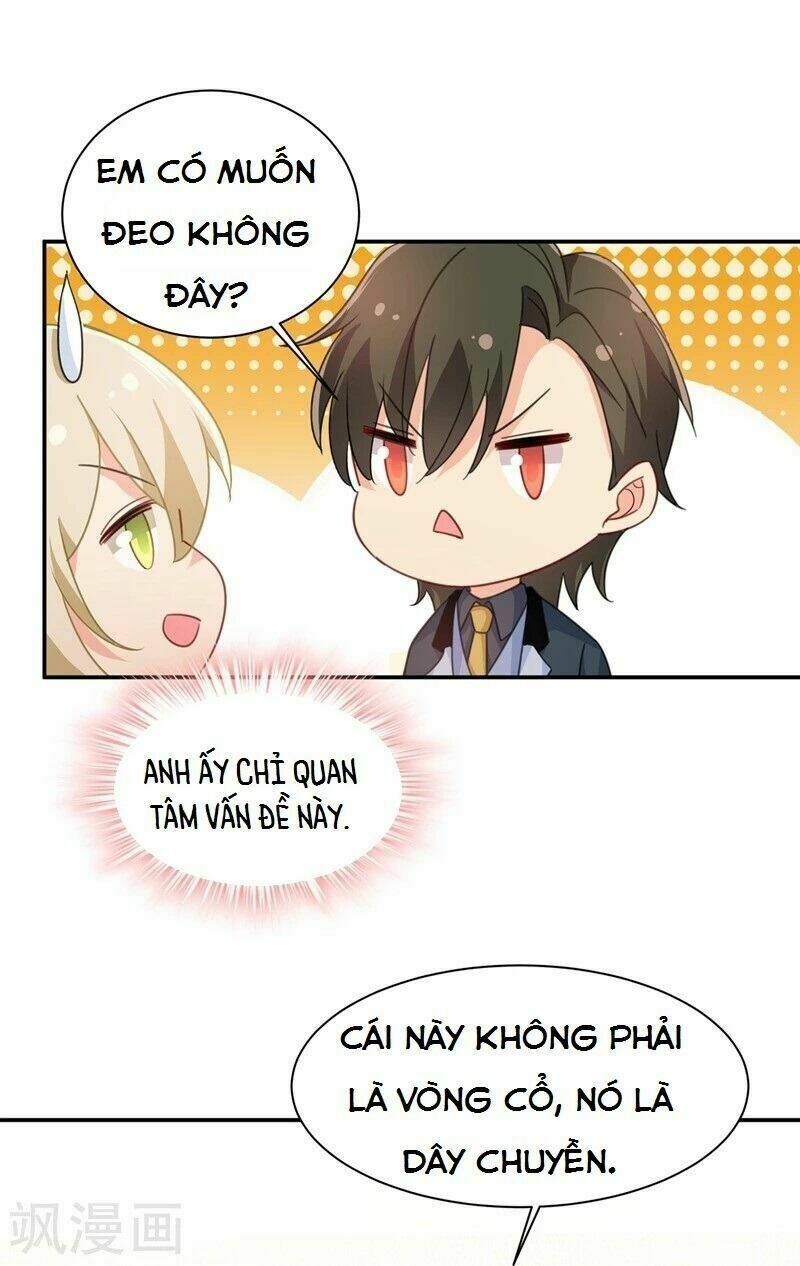 EM CÓ MUỐN
ĐEO KHÔNG
ĐÂY?
ANH ẤY CHỈ QUAN
TÂM VẤN ĐỀ NÀY.
CÁI NÀY KHÔNG PHẢI
LÀ VÒNG CỔ, NÓ LÀ
DÂY CHUYỀN.
飒漫画